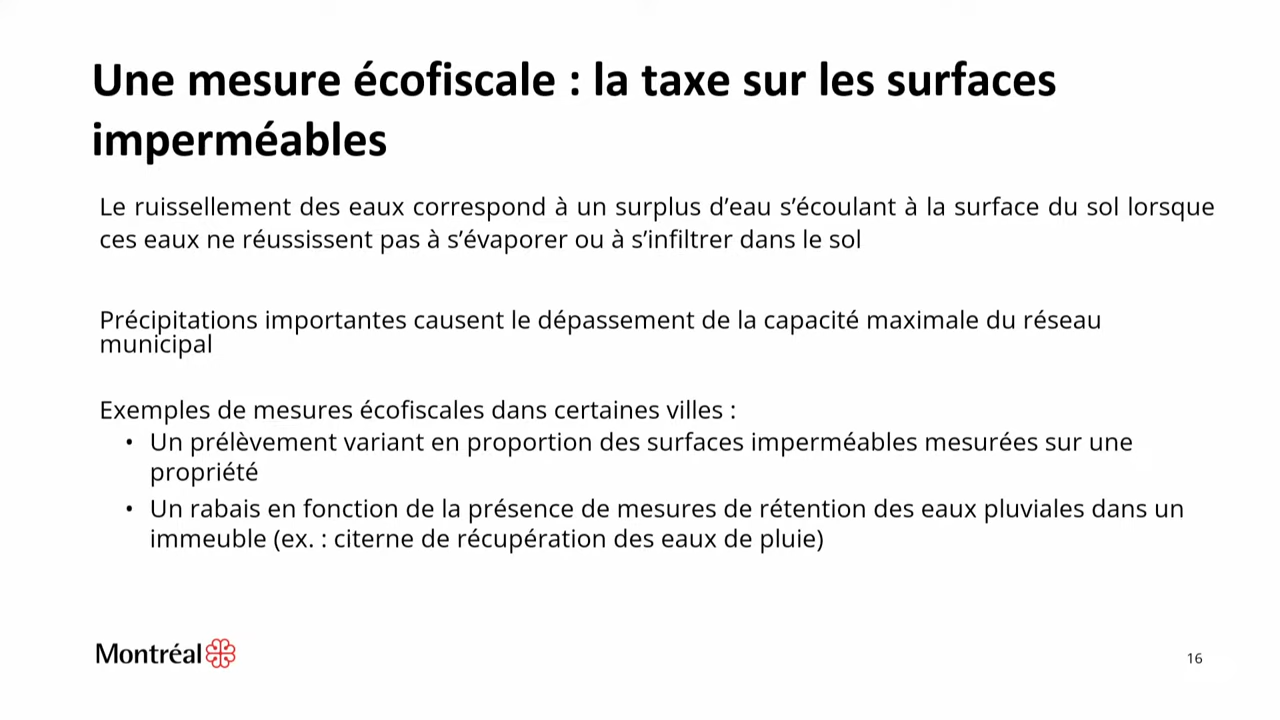 Une mesure écofiscale : la taxe sur les surfaces
imperméables
Le ruissellement des eaux correspond à un surplus d’eau s’écoulant à la surface du sol lorsque
ces eaux ne réussissent pas à s’évaporer ou à s’infiltrer dans le sol
Précipitations importantes causent le dépassement de la capacité maximale du réseau
municipal
Exemples de mesures écofiscales dans certaines villes :
• Un prélèvement variant en proportion des surfaces imperméables mesurées sur une
propriété
• Un rabais en fonction de la présence de mesures de rétention des eaux pluviales dans un
immeuble (ex. : citerne de récupération des eaux de pluie)
Montréal
16